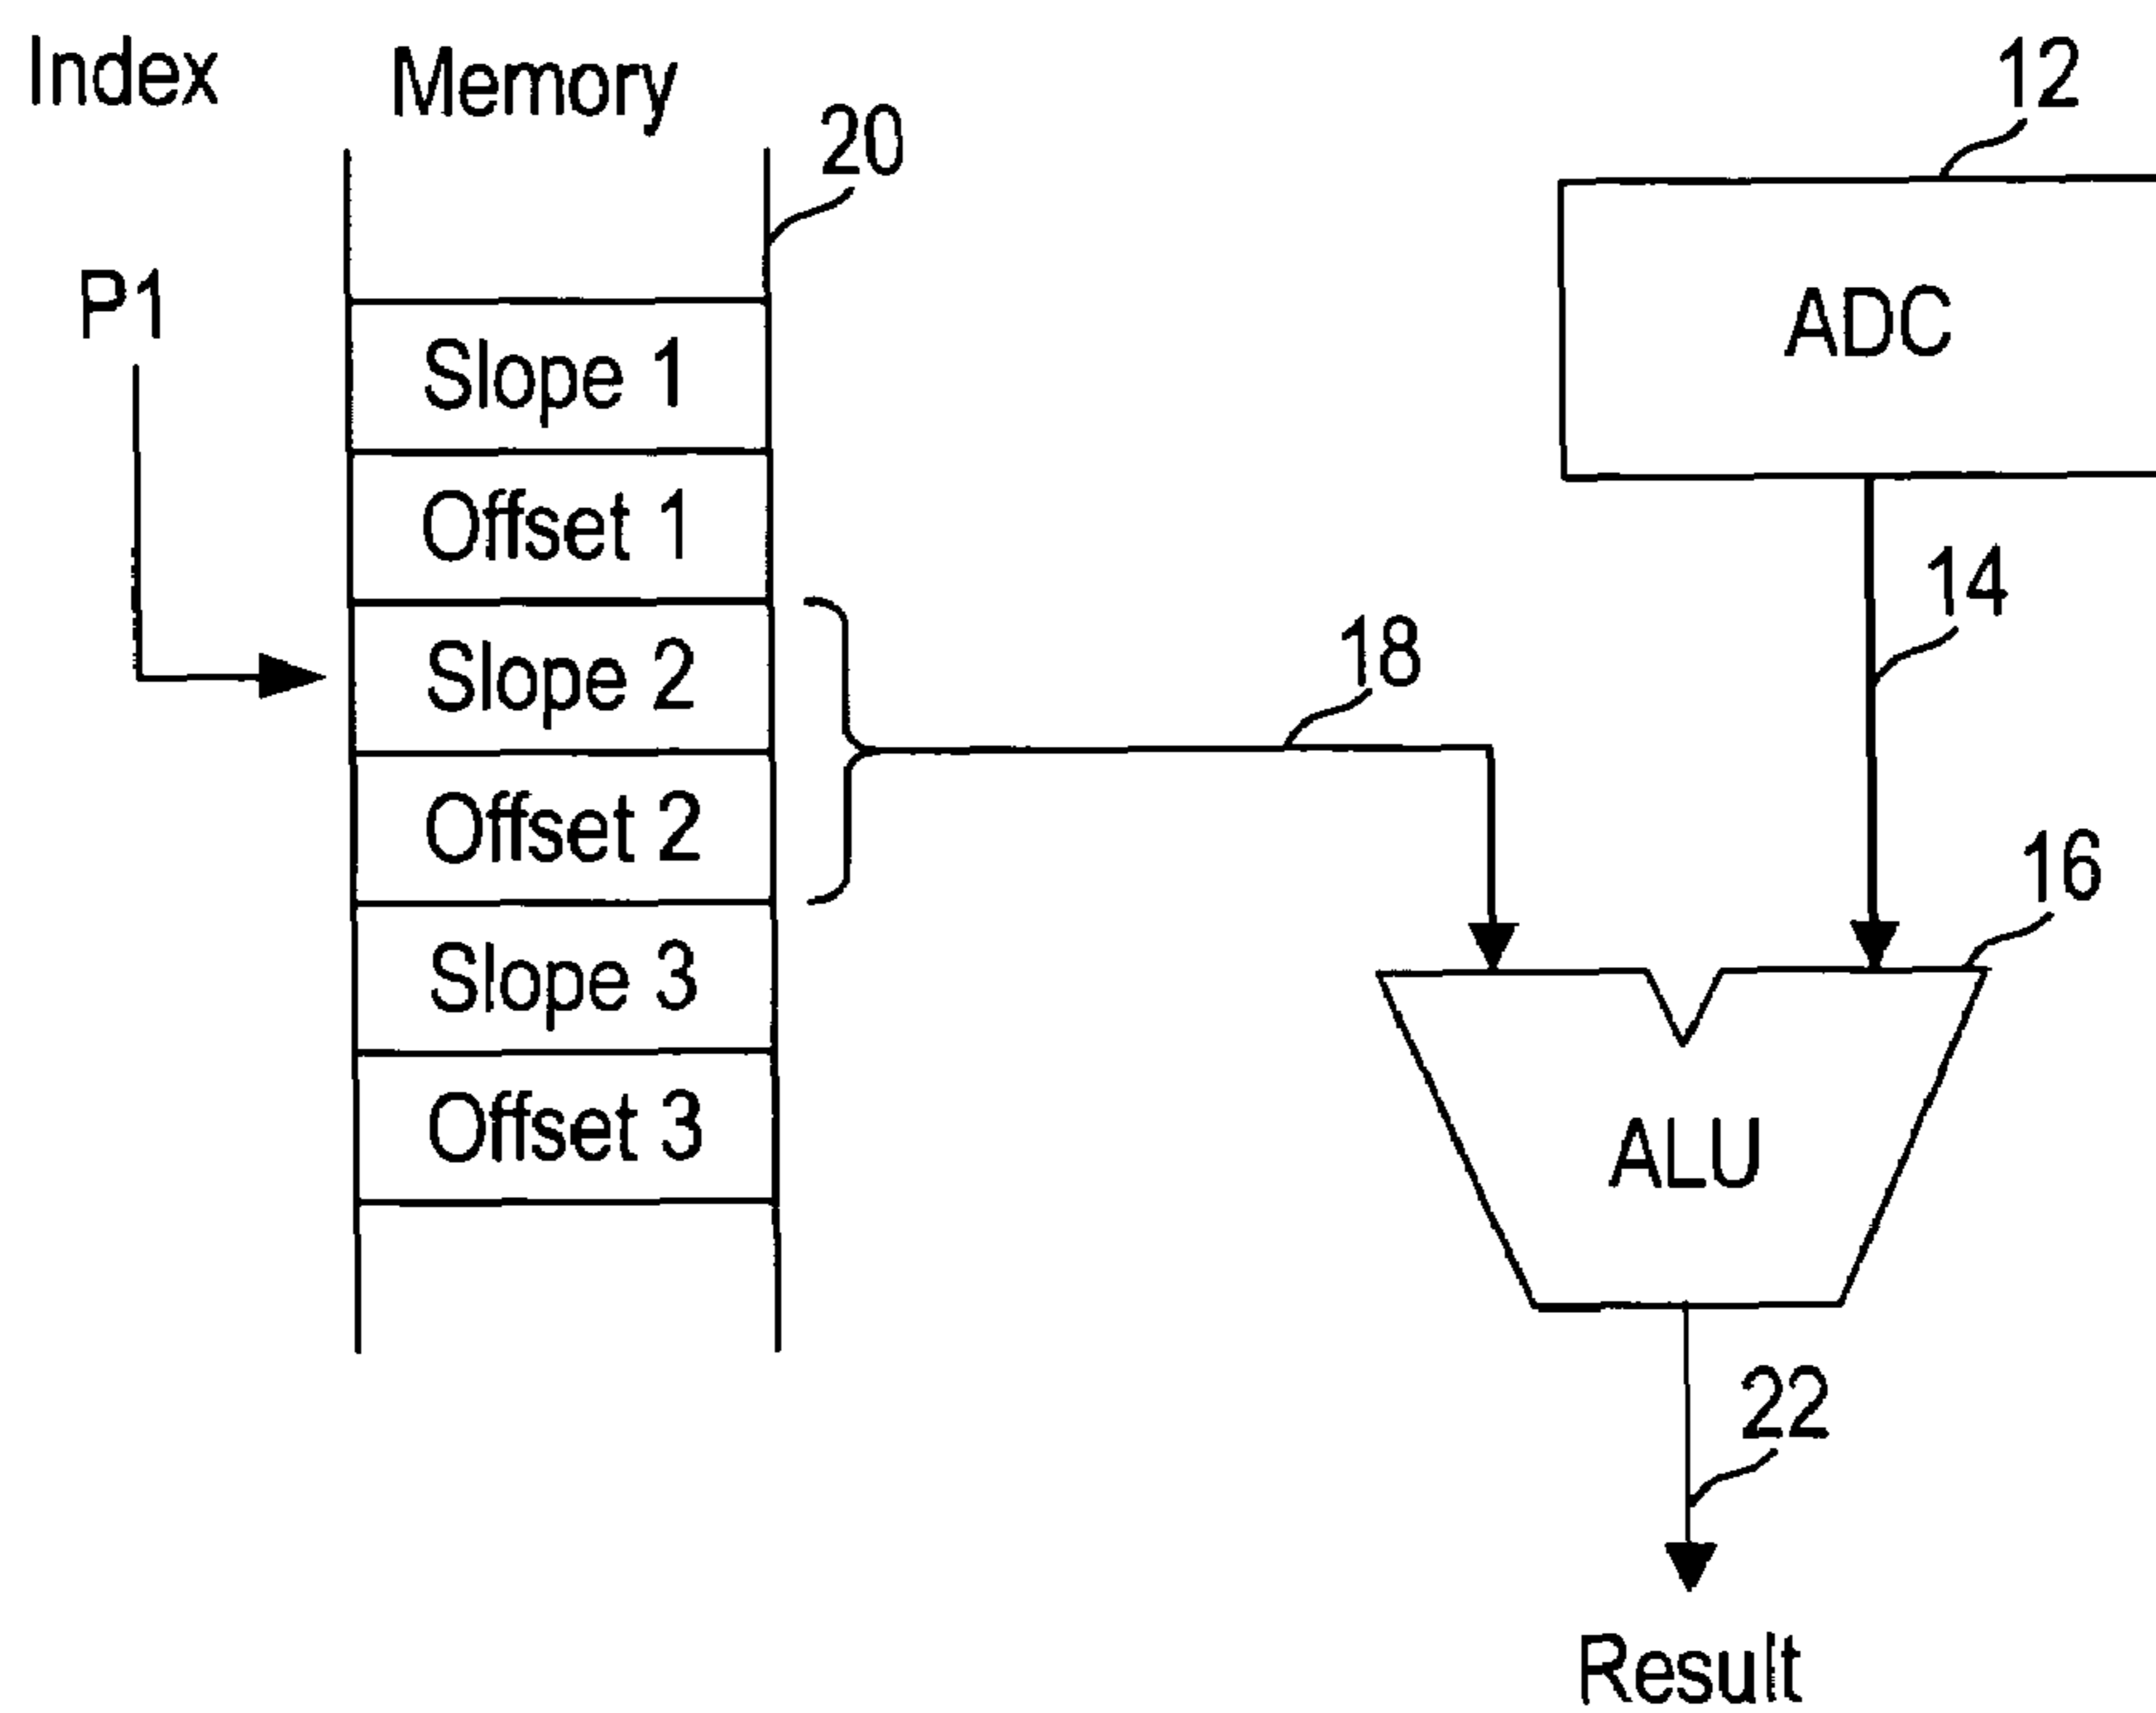 Index
Memory
20
12
P1
ADC
Slope 1
Offset 1
14
Slope 2
18
Offset 2
16
Slope 3
Offset 3
ALU
22
Result